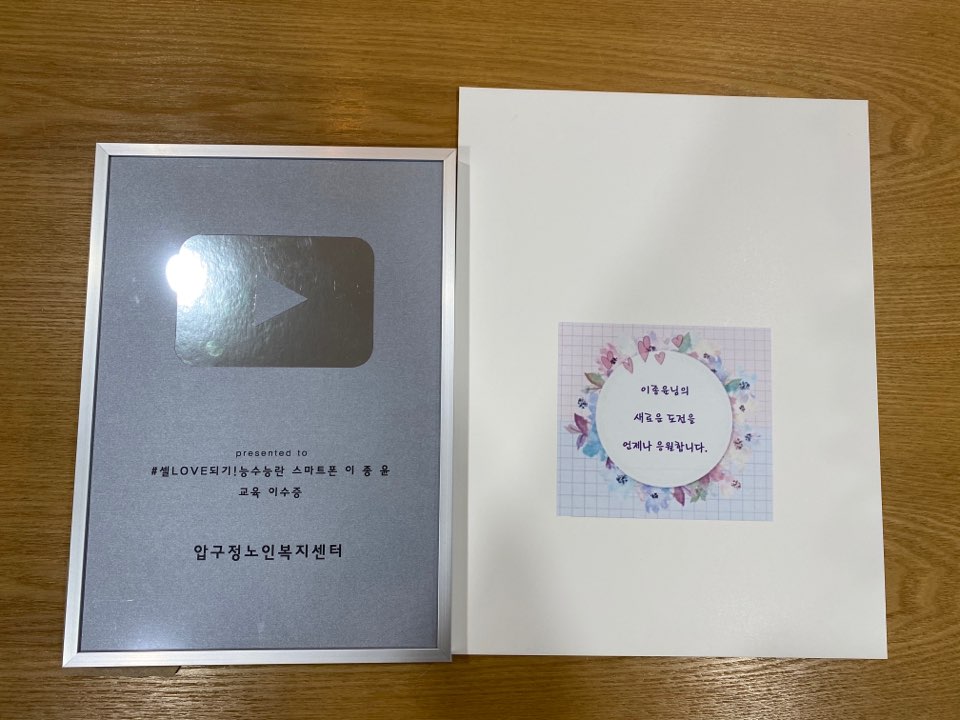 presented to
#셀LOVE되기!능수능란 스마트폰 이 종 윤
교육 이수증
압구정노인복지센터
이종윤님의
새로운 도전을
언제나 응원합니다.